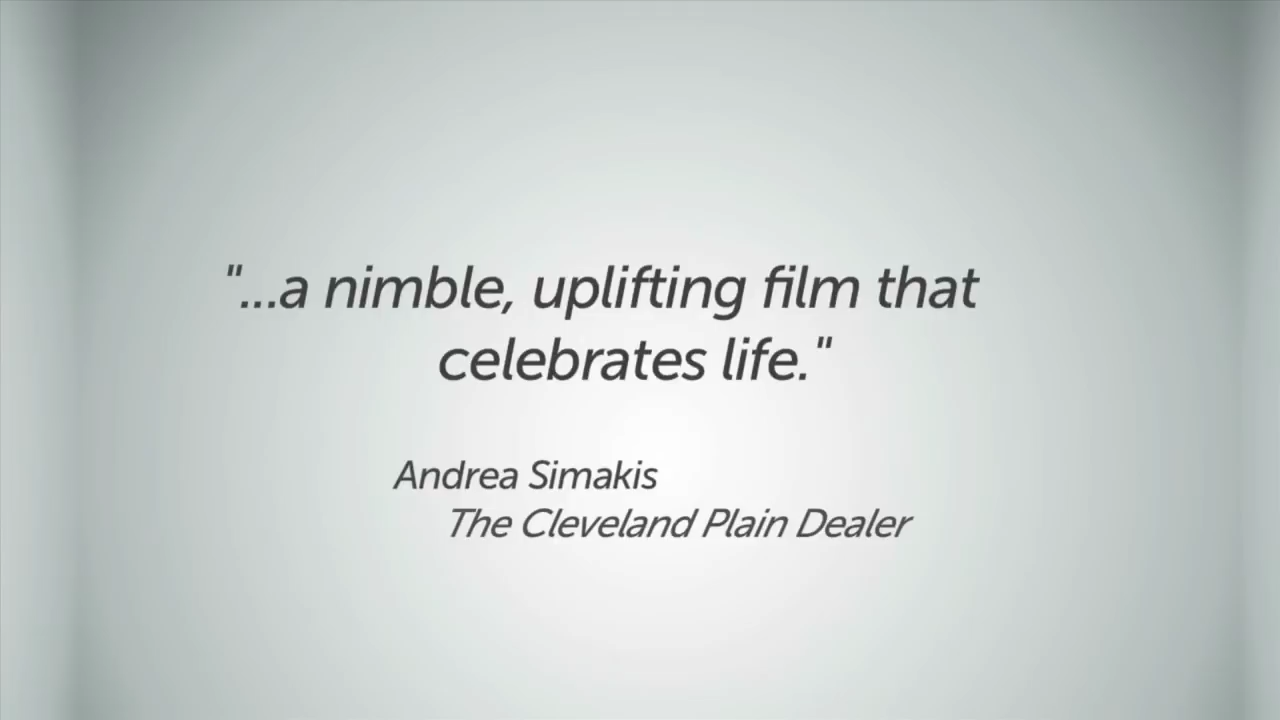 "...a nimble, uplifting film that
celebrates life."
Andrea Simakis
The Cleveland Plain Dealer